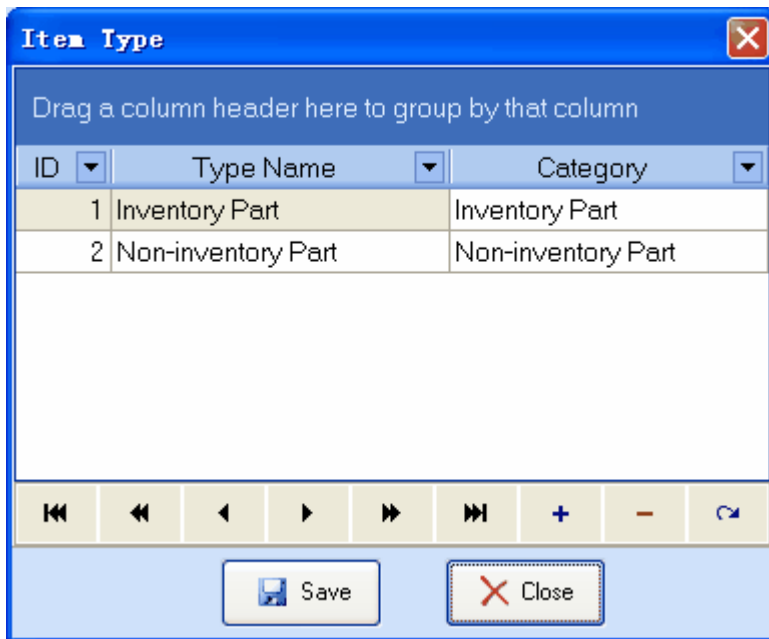 Item Type
Drag a column header here to group by that column
ID Type Name Category
1 Inventory Part Inventory Part
2 Non-inventory Part Non-inventory Part
Save Close